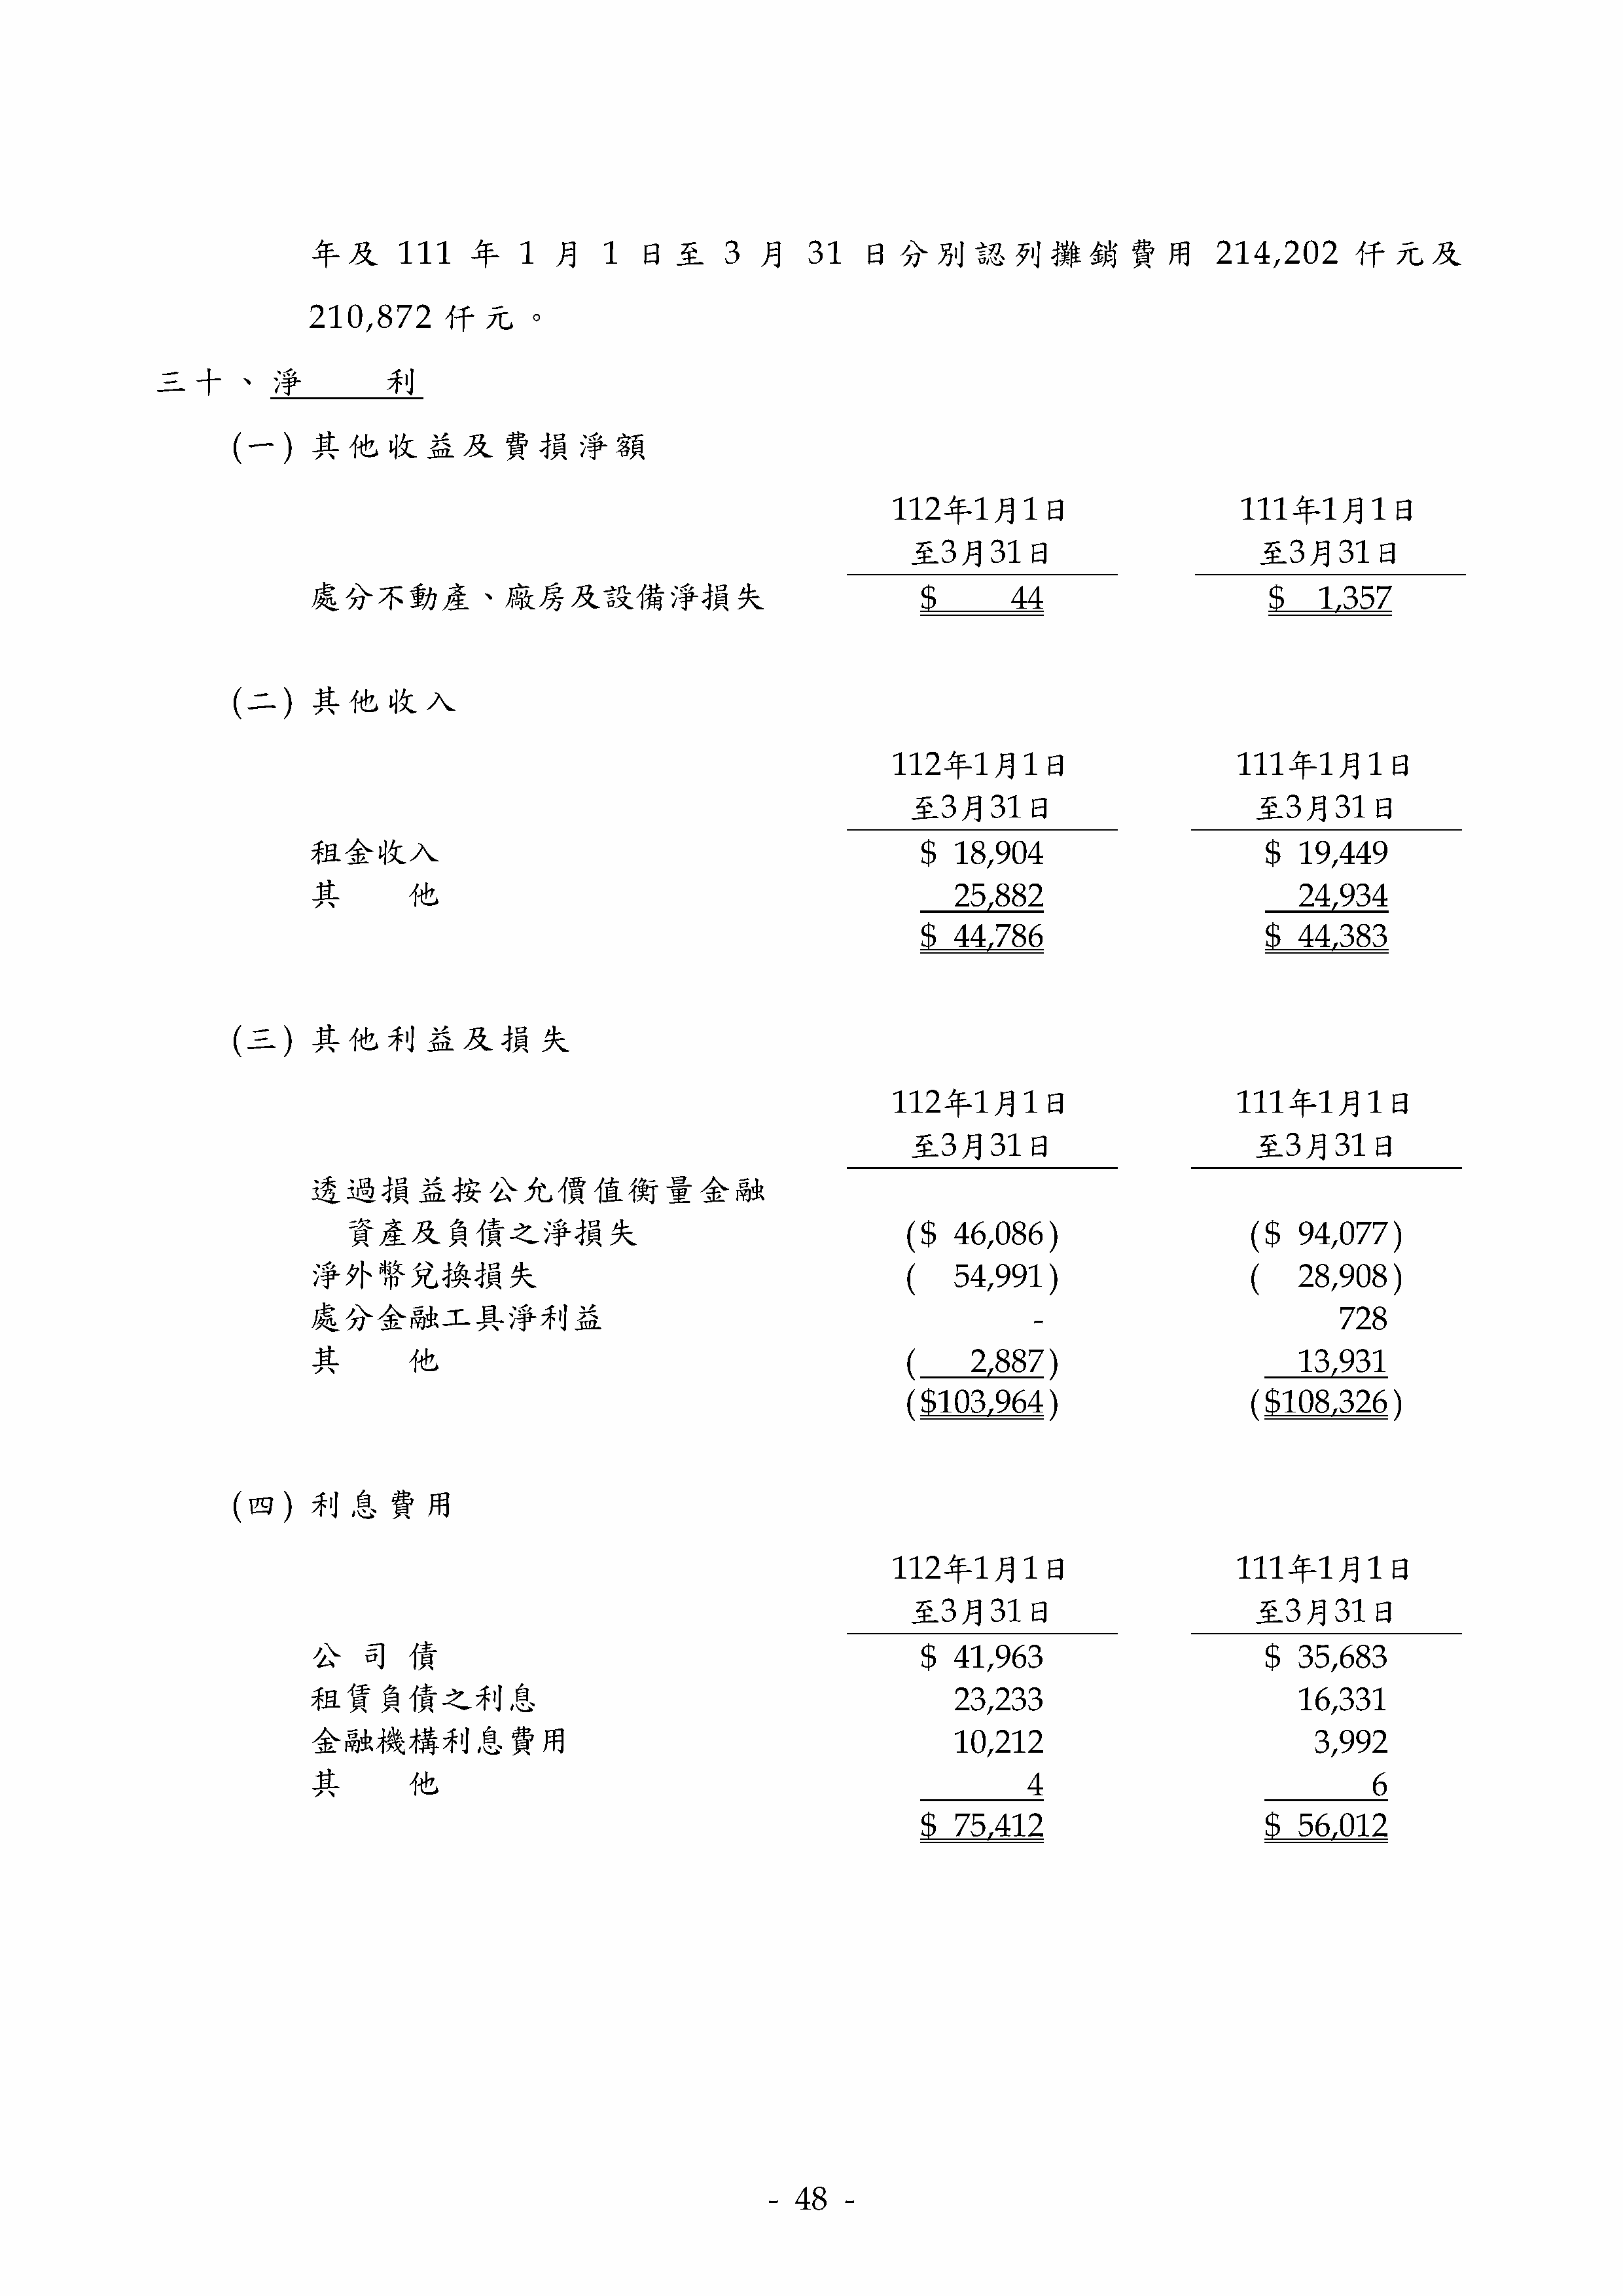 年及 111 年 1 月 1 日至 3 月 31 日分別認列攤銷費用 214,202 仟元及
210,872 仟元。
三十、淨　　利
(一) 其他收益及費損淨額
112年1月1日 111年1月1日
至3月31日 至3月31日
處分不動產、廠房及設備淨損失 $ 44 $ 1,357
(二) 其他收入
112年1月1日 111年1月1日
至3月31日 至3月31日
租金收入 $ 18,904 $ 19,449
其　　他 25,882 24,934
$ 44,786 $ 44,383
(三) 其他利益及損失
112年1月1日 111年1月1日
至3月31日 至3月31日
透過損益按公允價值衡量金融
資產及負債之淨損失 ($ 46,086) ($ 94,077)
淨外幣兌換損失 ( 54,991) ( 28,908)
處分金融工具淨利益 - 728
其　　他 ( 2,887) 13,931
($103,964) ($108,326)
(四) 利息費用
112年1月1日 111年1月1日
至3月31日 至3月31日
公 司 債 $ 41,963 $ 35,683
租賃負債之利息 23,233 16,331
金融機構利息費用 10,212 3,992
其　　他 4 6
$ 75,412 $ 56,012
- 48 -